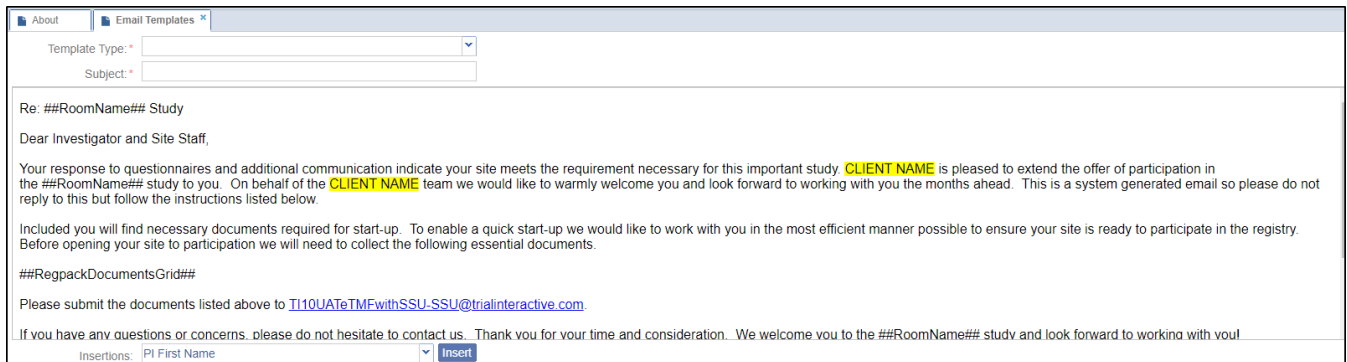 About
Email Templates ×
Template Type:*
Subject:*
Re: ##RoomName## Study
Dear Investigator and Site Staff,
Your response to questionnaires and additional communication indicate your site meets the requirement necessary for this important study. CLIENT NAME is pleased to extend the offer of participation in
the ##RoomName## study to you. On behalf of the CLIENT NAME team we would like to warmly welcome you and look forward to working with you the months ahead. This is a system generated email so please do not
reply to this but follow the instructions listed below.
Included you will find necessary documents required for start-up. To enable a quick start-up we would like to work with you in the most efficient manner possible to ensure your site is ready to participate in the registry.
Before opening your site to participation we will need to collect the following essential documents.
##RegpackDocumentsGrid##
Please submit the documents listed above to TI10UATeTMFwithSSU-SSU@trialinteractive.com.
If you have any questions or concerns, please do not hesitate to contact us. Thank you for your time and consideration. We welcome you to the ##RoomName## study and look forward to working with you!
Insertions: PI First Name Insert